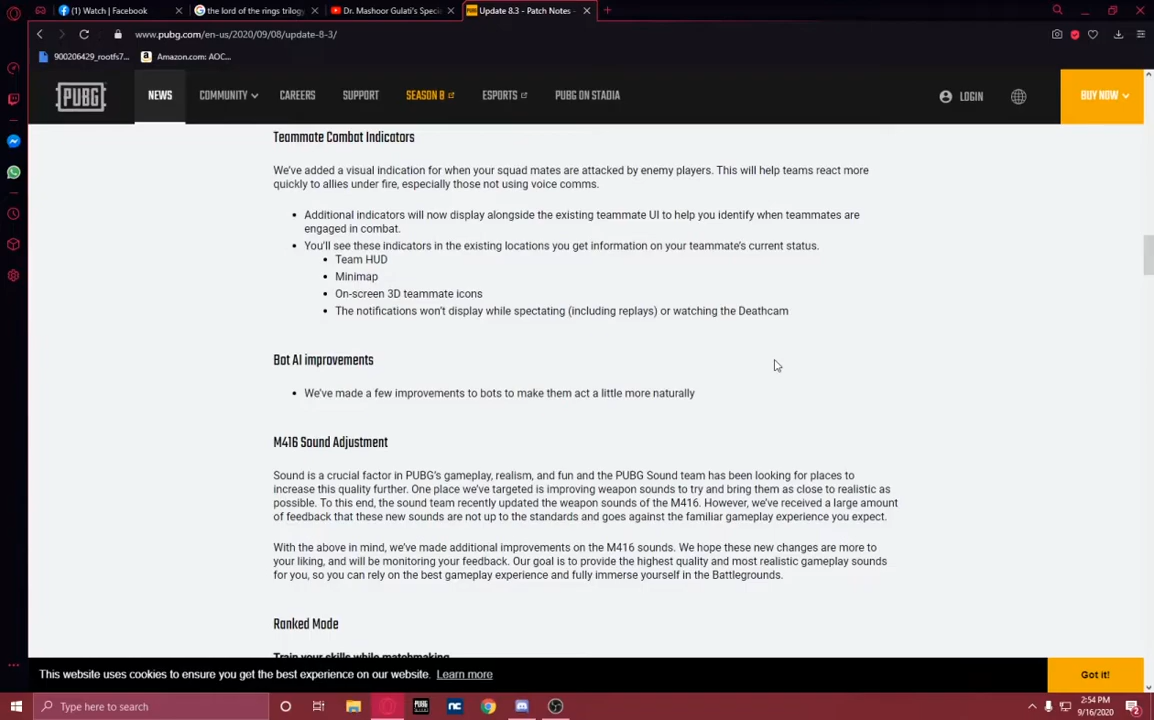 (1) Watch | Facebook
the lord of the rings trilogy
Dr. Mashoor Gulati's Speci
Update 8.3 - Patch Notes -
www.pubg.com/en-us/2020/09/08/update-8-3/
900206429_rootfs7...
Amazon.com: AOC...
PUBG
NEWS
COMMUNITY
CAREERS
SUPPORT
SEASON 8
ESPORTS
PUBG ON STADIA
LOGIN
BUY NOW
Teammate Combat Indicators
We've added a visual indication for when your squad mates are attacked by enemy players. This will help teams react more
quickly to allies under fire, especially those not using voice comms.
• Additional indicators will now display alongside the existing teammate UI to help you identify when teammates are
engaged in combat.
• You'll see these indicators in the existing locations you get information on your teammate's current status.
• Team HUD
• Minimap
• On-screen 3D teammate icons
• The notifications won't display while spectating (including replays) or watching the Deathcam
Bot AI improvements
• We've made a few improvements to bots to make them act a little more naturally
M416 Sound Adjustment
Sound is a crucial factor in PUBG's gameplay, realism, and fun and the PUBG Sound team has been looking for places to
increase this quality further. One place we've targeted is improving weapon sounds to try and bring them as close to realistic as
possible. To this end, the sound team recently updated the weapon sounds of the M416. However, we've received a large amount
of feedback that these new sounds are not up to the standards and goes against the familiar gameplay experience you expect.
With the above in mind, we've made additional improvements on the M416 sounds. We hope these new changes are more to
your liking, and will be monitoring your feedback. Our goal is to provide the highest quality and most realistic gameplay sounds
for you, so you can rely on the best gameplay experience and fully immerse yourself in the Battlegrounds.
Ranked Mode
Train your skills while matchmaking
This website uses cookies to ensure you get the best experience on our website. Learn more
Got it!
Type here to search
2:54 PM
9/16/2020
2